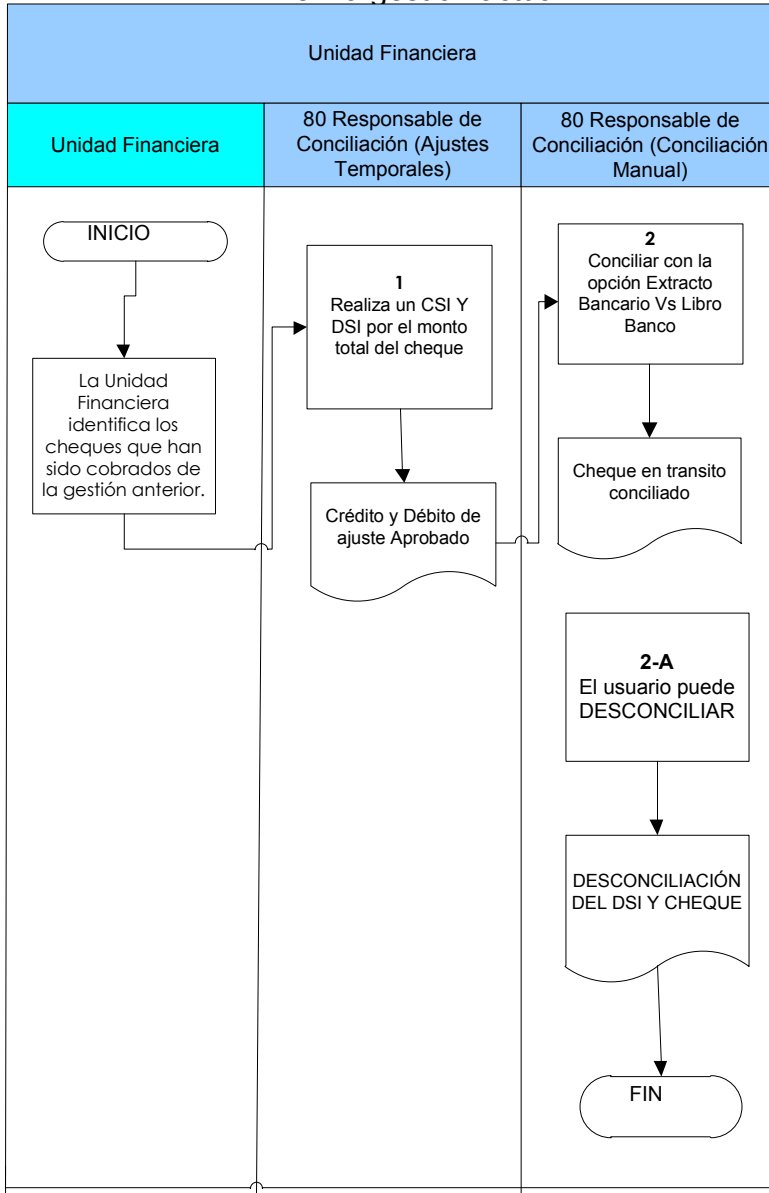 Unidad Financiera
Unidad Financiera
80 Responsable de
Conciliación (Ajustes
Temporales)
80 Responsable de
Conciliación (Conciliación
Manual)
INICIO
La Unidad
Financiera
identifica los
cheques que han
sido cobrados de
la gestión anterior.
1
Realiza un CSI Y
DSI por el monto
total del cheque
Crédito y Débito de
ajuste Aprobado
2
Conciliar con la
opción Extracto
Bancario Vs Libro
Banco
Cheque en transito
conciliado
2-A
El usuario puede
DESCONCILIAR
DESCONCILIACIÓN
DEL DSI Y CHEQUE
FIN